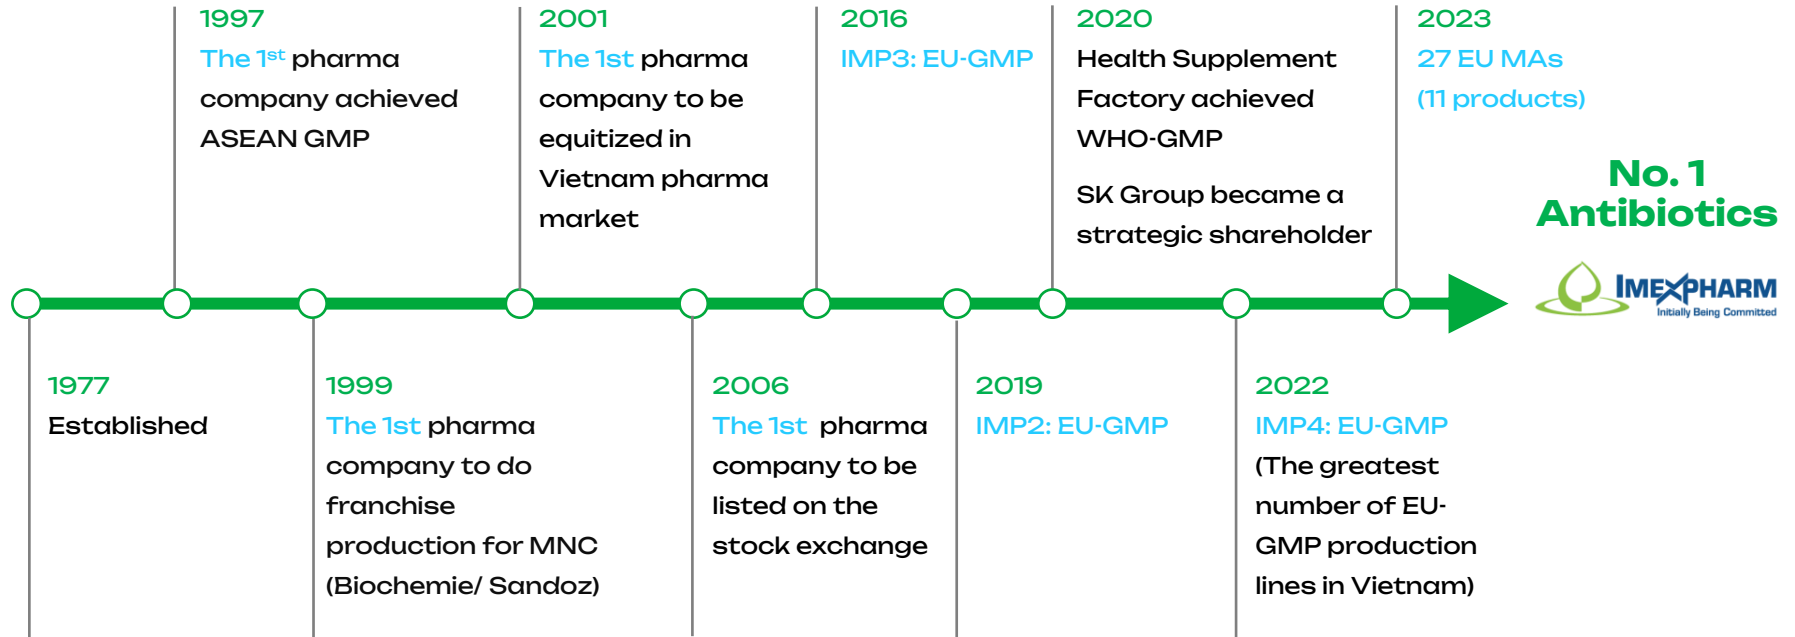 1997
The 1st pharma
company achieved
ASEAN GMP
2001
The 1st pharma
company to be
equitized in
Vietnam pharma
market
2016
IMP3: EU-GMP
2020
Health Supplement
Factory achieved
WHO-GMP
SK Group became a
strategic shareholder
2023
27 EU MAs
(11 products)
No. 1
Antibiotics
IMEXPHARM
Initially Being Committed
1977
Established
1999
The 1st pharma
company to do
franchise
production for MNC
(Biochemie/ Sandoz)
2006
The 1st pharma
company to be
listed on the
stock exchange
2019
IMP2: EU-GMP
2022
IMP4: EU-GMP
(The greatest
number of EU-
GMP production
lines in Vietnam)